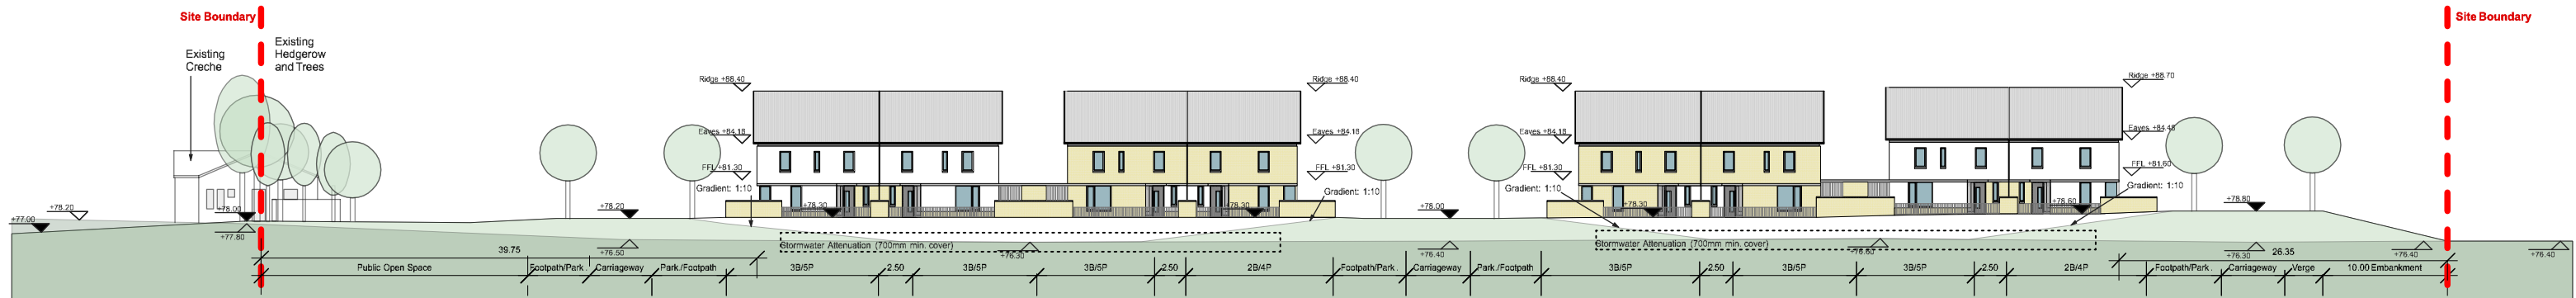 Site Boundary
Site Boundary
Existing
Creche
Existing
Hedgerow
and Trees
Ridge +88.40
Ridge +88.40
Ridge +88.40
Ridge +88.70
Eaves +84.18
Eaves +84.18
Eaves +84.18
Eaves +84.48
FFL +81.30
FFL +81.30
FFL +81.30
FFL +81.60
Gradient: 1:10
Gradient: 1:10
Gradient: 1:10
Gradient: 1:10
+77.00
+78.20
+78.00
+77.80
+78.20
+78.30
+78.30
+78.00
+78.30
+78.60
+78.80
Stormwater Attenuation (700mm min. cover)
Stormwater Attenuation (700mm min. cover)
39.75
+76.50
+76.30
+76.40
+76.60
+76.30
26.35
+76.40
+76.40
Public Open Space
Footpath/Park.
Carriageway
Park./Footpath
3B/5P
2.50
3B/5P
3B/5P
2.50
2B/4P
Footpath/Park.
Carriageway
Park./Footpath
3B/5P
2.50
3B/5P
3B/5P
2.50
2B/4P
Footpath/Park.
Carriageway
Verge
10.00 Embankment